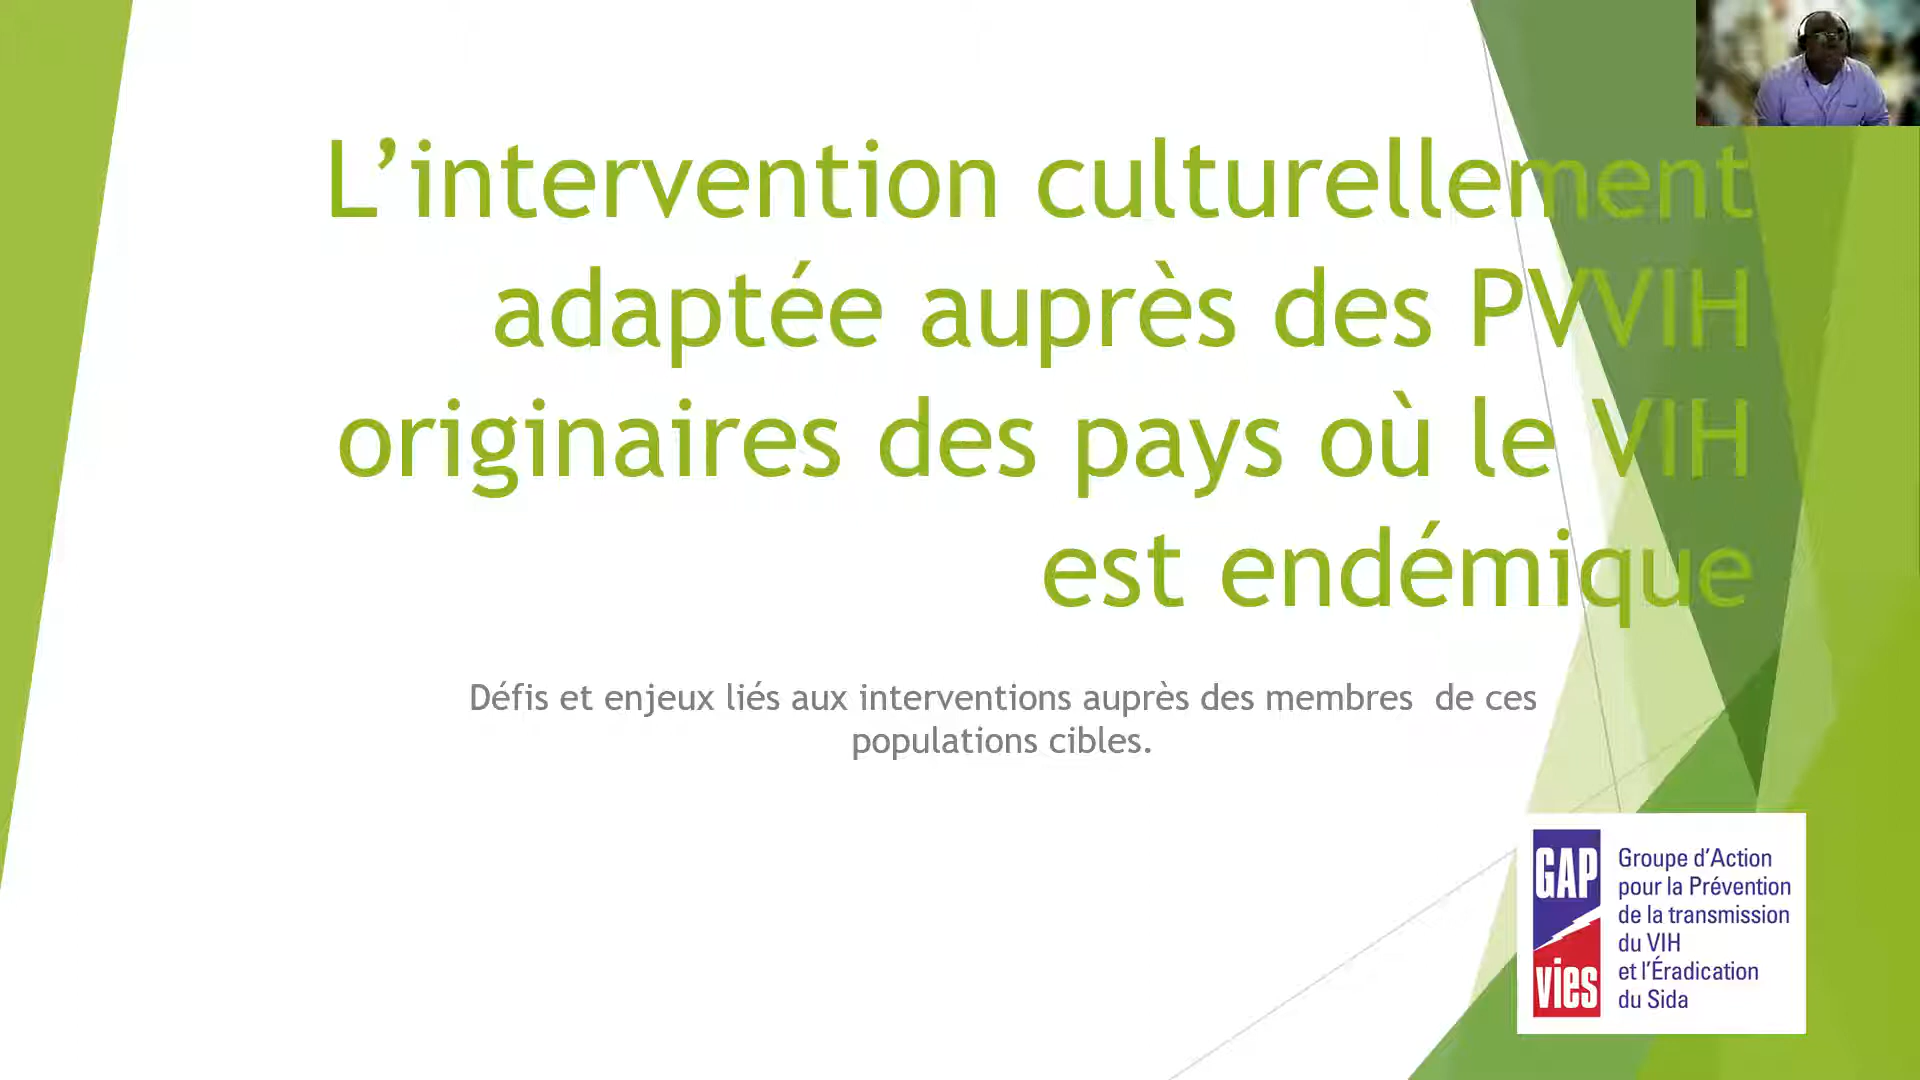 L’intervention culturellement
adaptée auprès des PVVIH
originaires des pays où le VIH
est endémique
Défis et enjeux liés aux interventions auprès des membres de ces
populations cibles.
GAP
vies
Groupe d’Action
pour la Prévention
de la transmission
du VIH
et l’Éradication
du Sida